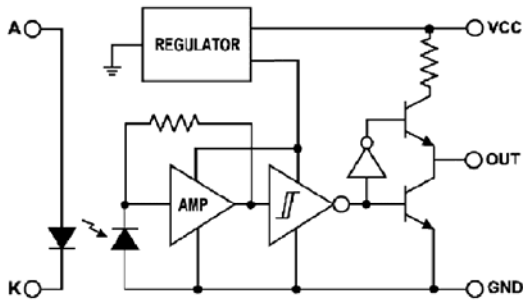 A
REGULATOR
VCC
OUT
AMP
K
GND